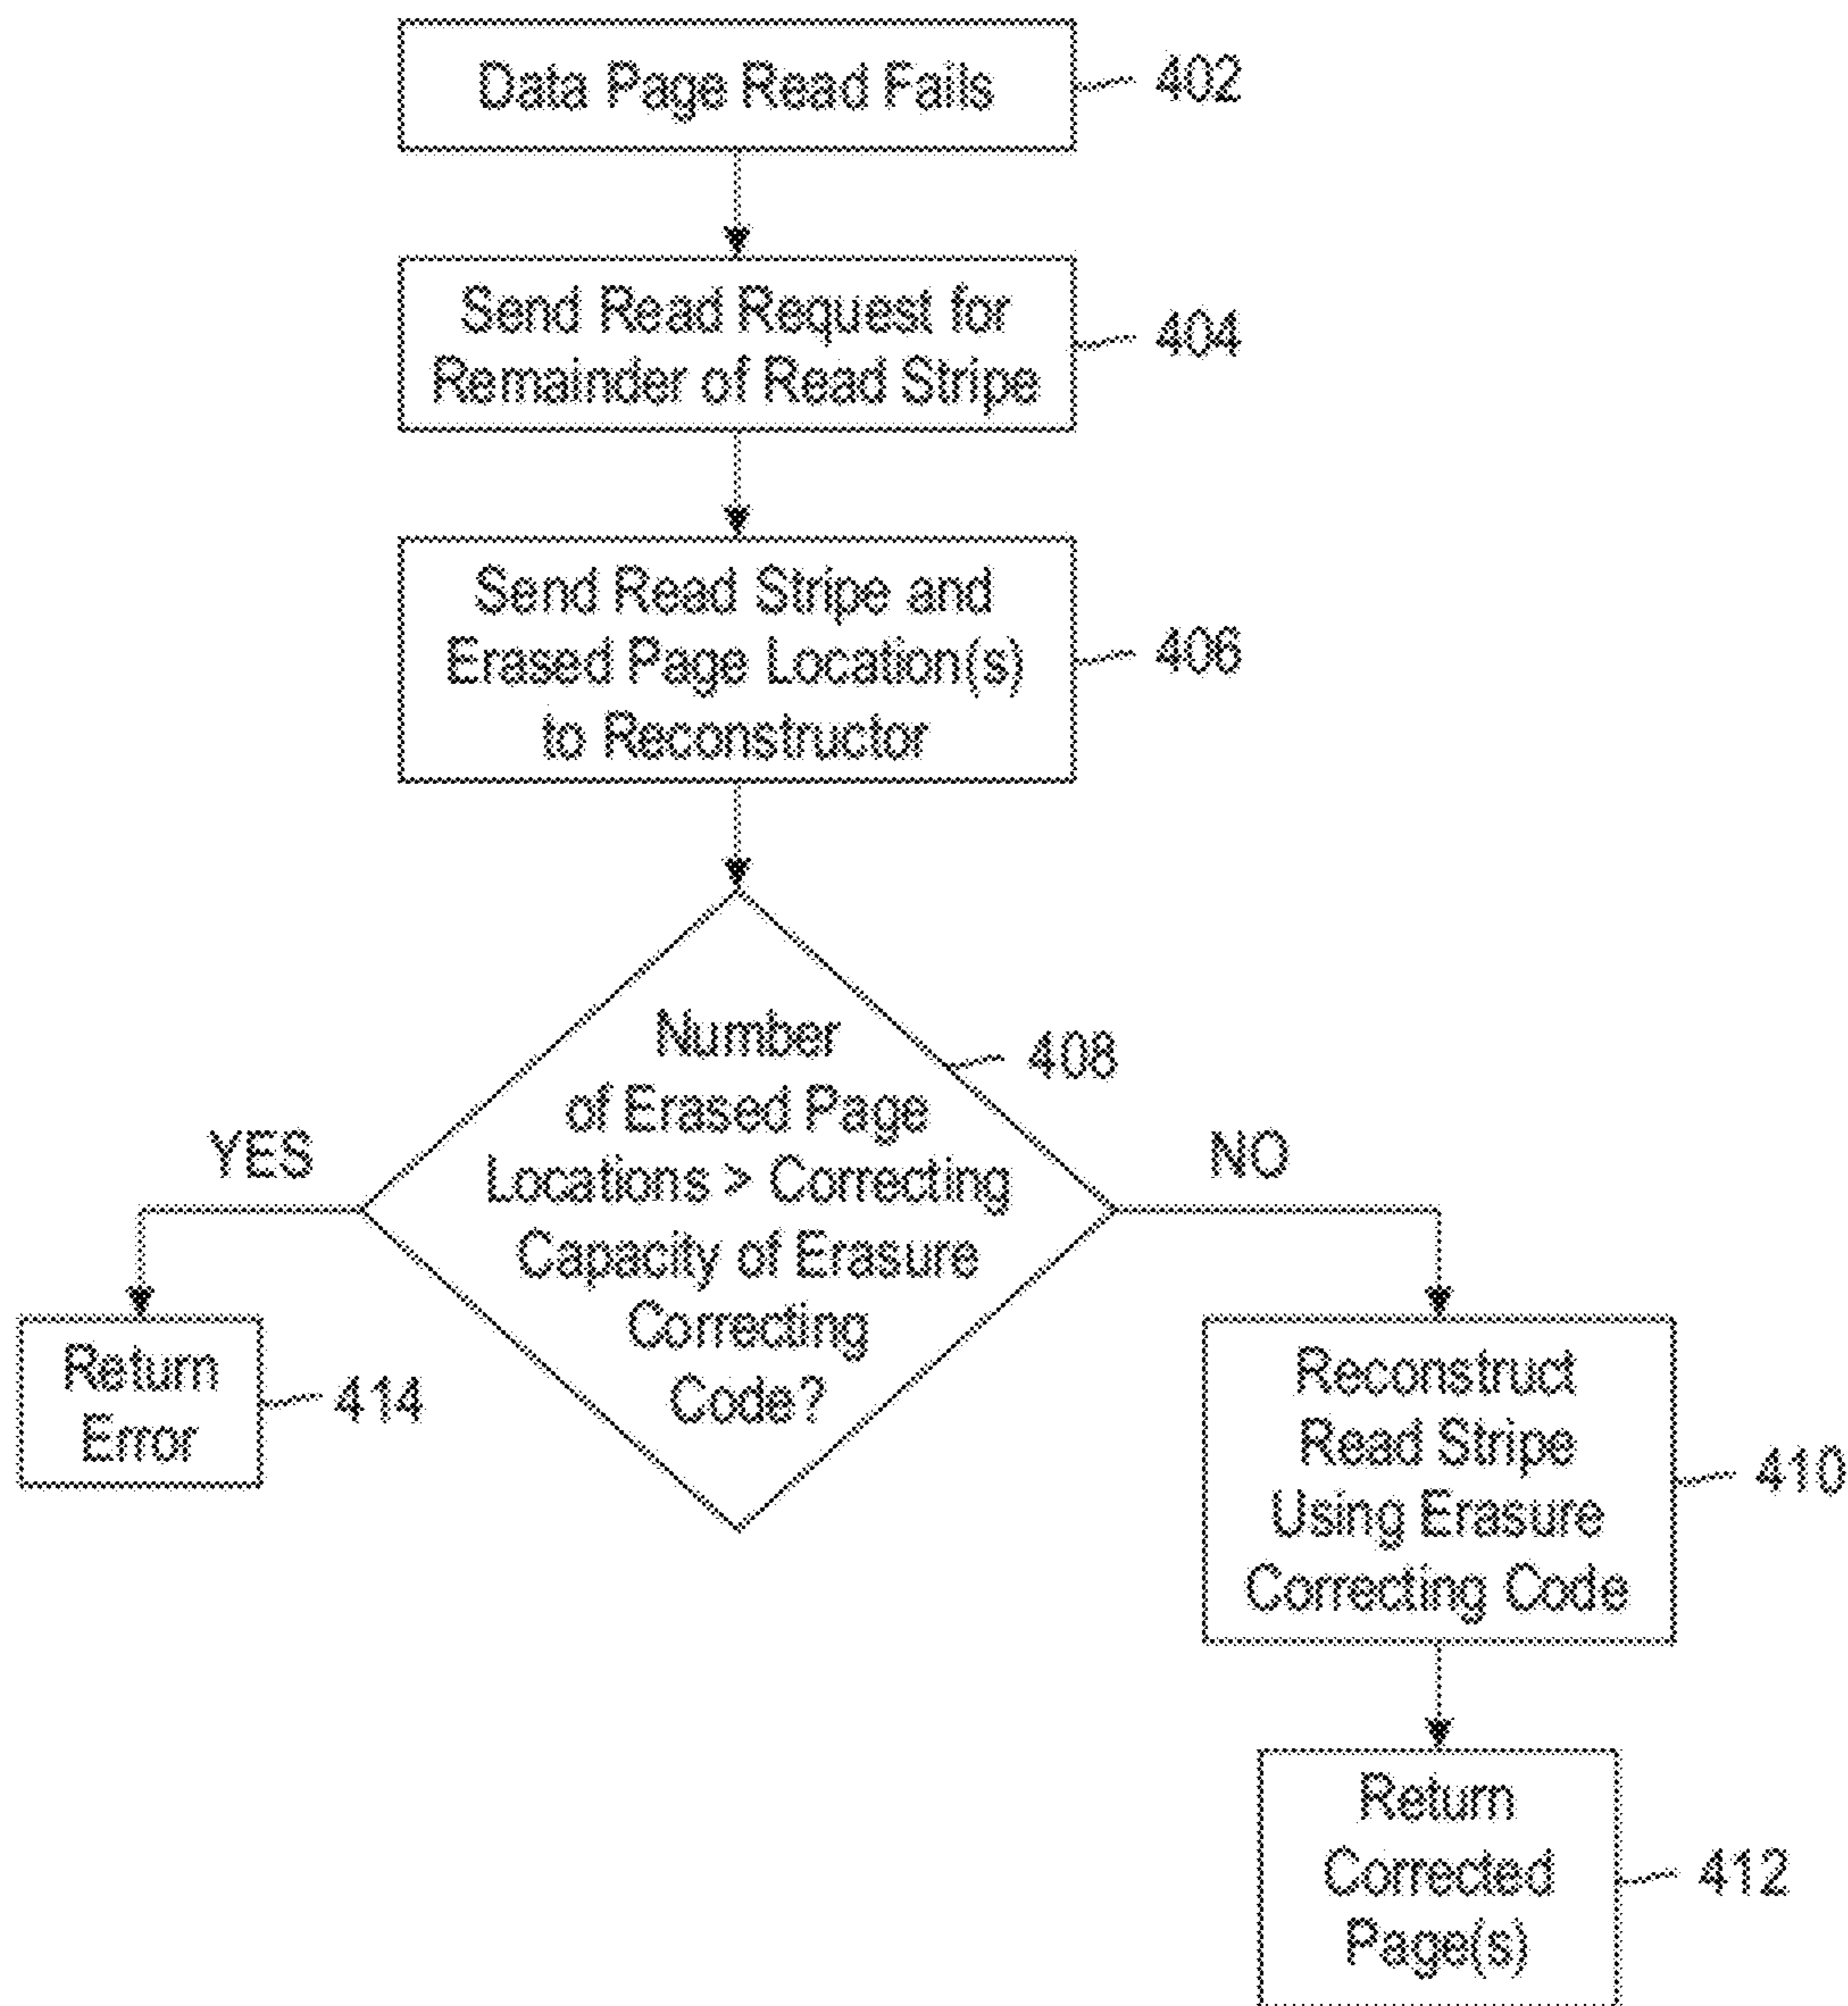 Data Page Read Fails
402
Send Read Request for
Remainder of Read Stripe
404
Send Read Stripe and
Erased Page Location(s)
to Reconstructor
406
Number
of Erased Page
Locations > Correcting
Capacity of Erasure
Correcting
Code?
408
YES
NO
Return
Error
414
Reconstruct
Read Stripe
Using Erasure
Correcting Code
410
Return
Corrected
Page(s)
412